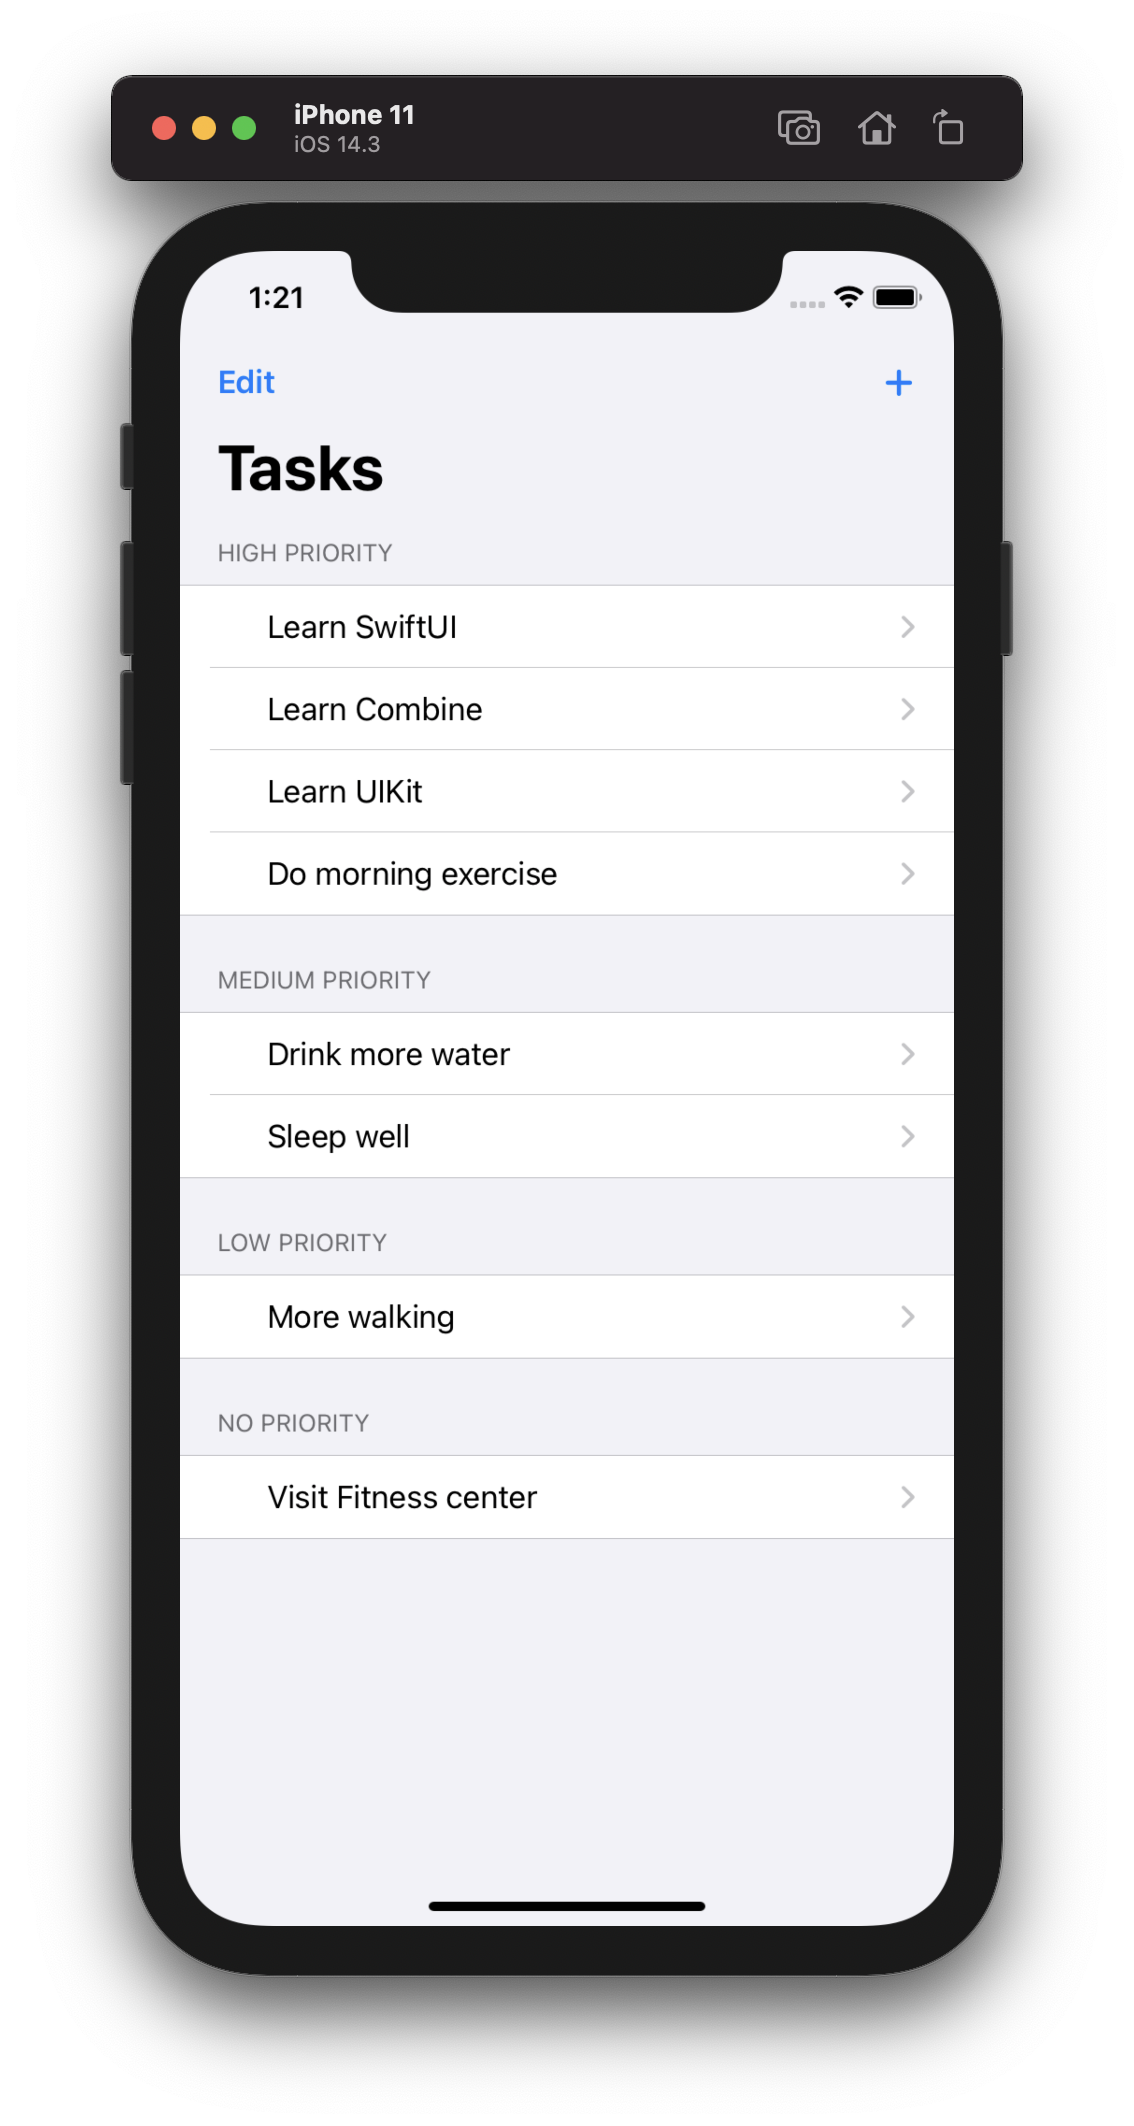 iPhone 11
iOS 14.3
1:21
Edit
+
Tasks
HIGH PRIORITY
Learn SwiftUI
Learn Combine
Learn UIKit
Do morning exercise
MEDIUM PRIORITY
Drink more water
Sleep well
LOW PRIORITY
More walking
NO PRIORITY
Visit Fitness center